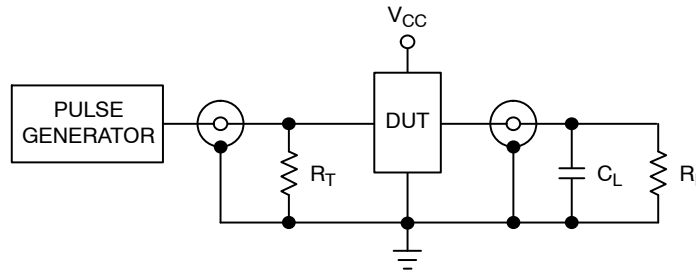 V_CC
PULSE
GENERATOR
DUT
R_T
C_L
R